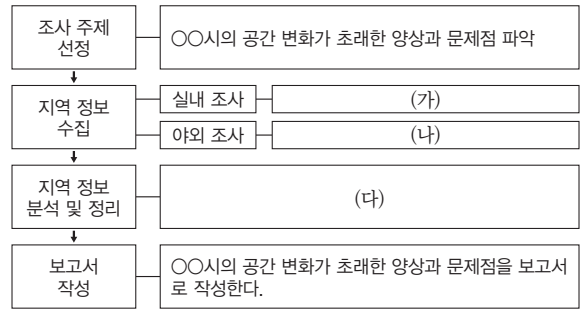 조사 주제
선정
○○시의 공간 변화가 초래한 양상과 문제점 파악
지역 정보
수집
실내 조사
(가)
야외 조사
(나)
지역 정보
분석 및 정리
(다)
보고서
작성
○○시의 공간 변화가 초래한 양상과 문제점을 보고서
로 작성한다.